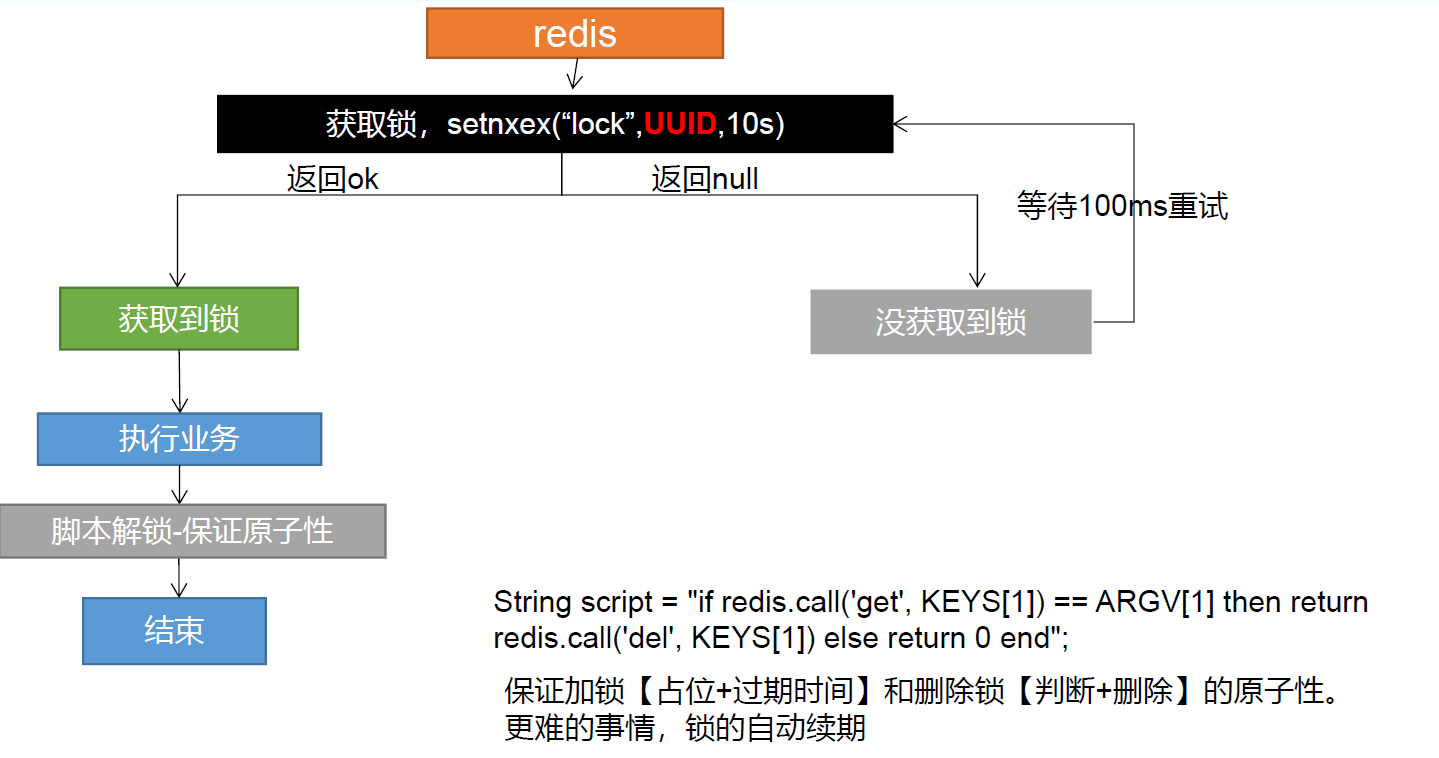 redis
获取锁，setnxex(“lock”,UUID,10s)
返回ok
返回null
等待100ms重试
获取到锁
没获取到锁
执行业务
脚本解锁-保证原子性
结束
String script = "if redis.call('get', KEYS[1]) == ARGV[1] then return
redis.call('del', KEYS[1]) else return 0 end";
保证加锁【占位+过期时间】和删除锁【判断+删除】的原子性。
更难的事情，锁的自动续期